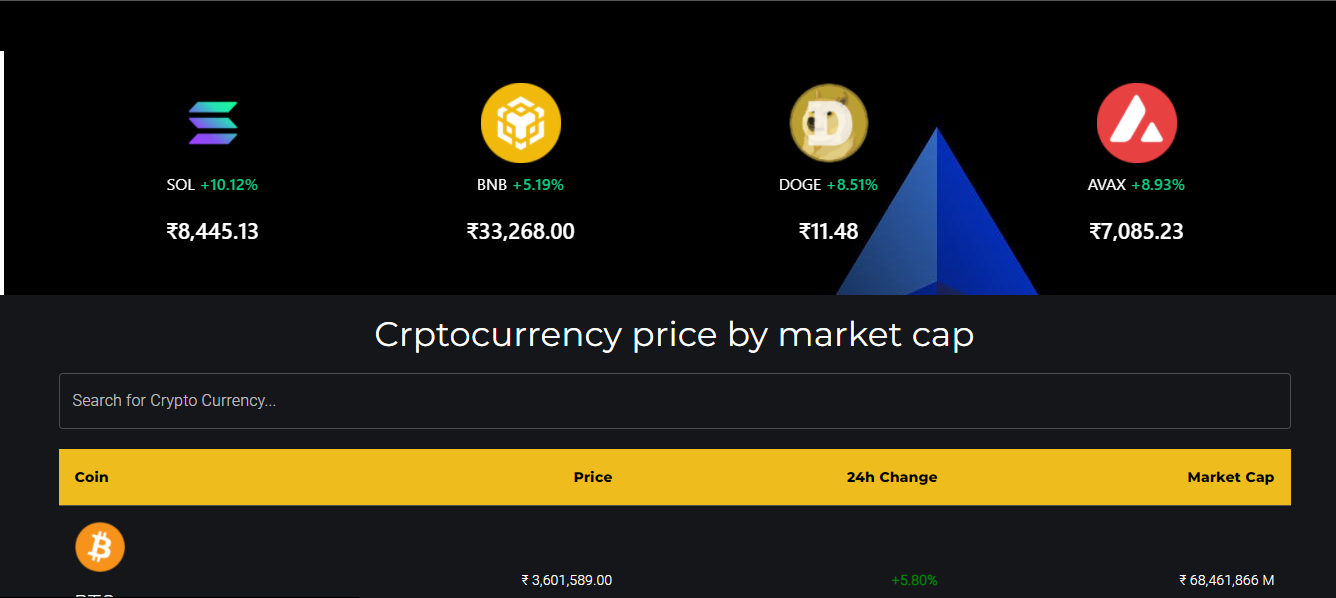 SOL +10.12% BNB +5.19% DOGE +8.51% AVAX +8.93%
₹8,445.13 ₹33,268.00 ₹11.48 ₹7,085.23
Crptocurrency price by market cap
Search for Crypto Currency...
Coin Price 24h Change Market Cap
₹ 3,601,589.00 +5.80% ₹ 68,461,866 M